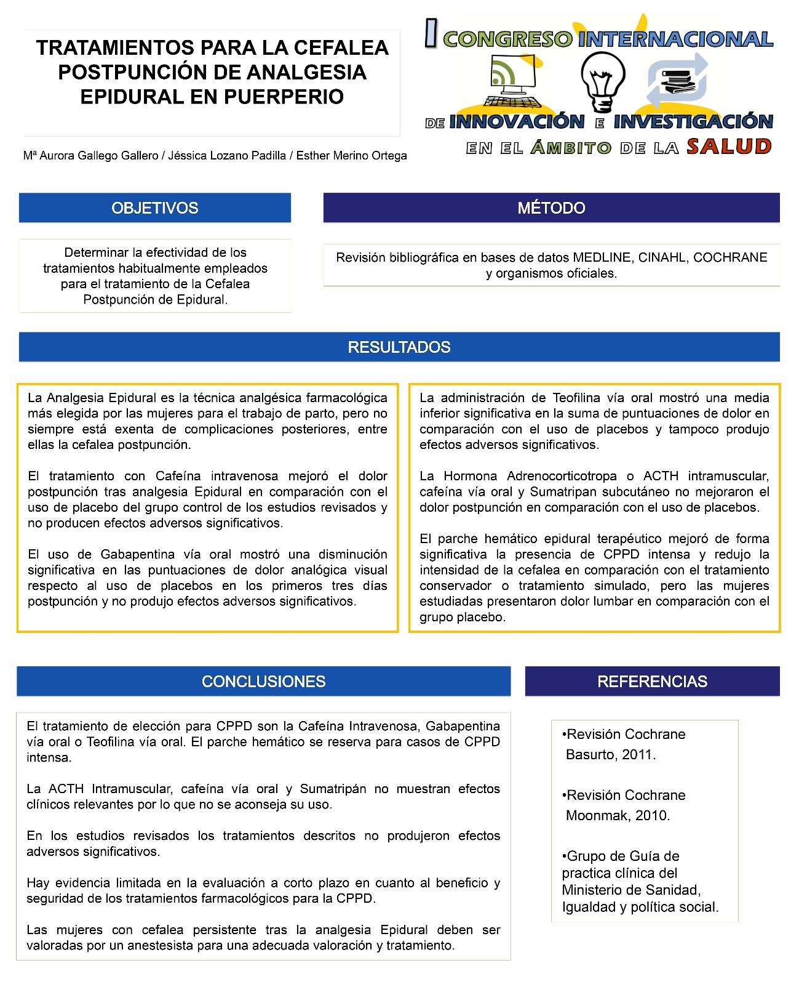 TRATAMIENTOS PARA LA CEFALEA
POSTPUNCIÓN DE ANALGESIA
EPIDURAL EN PUERPERIO
Mª Aurora Gallego Gallero / Jéssica Lozano Padilla / Esther Merino Ortega
I CONGRESO INTERNACIONAL
DE INNOVACIÓN E INVESTIGACIÓN
EN EL ÁMBITO DE LA SALUD
OBJETIVOS
Determinar la efectividad de los
tratamientos habitualmente empleados
para el tratamiento de la Cefalea
Postpunción de Epidural.
MÉTODO
Revisión bibliográfica en bases de datos MEDLINE, CINAHL, COCHRANE
y organismos oficiales.
RESULTADOS
La Analgesia Epidural es la técnica analgésica farmacológica
más elegida por las mujeres para el trabajo de parto, pero no
siempre está exenta de complicaciones posteriores, entre
ellas la cefalea postpunción.
El tratamiento con Cafeína intravenosa mejoró el dolor
postpunción tras analgesia Epidural en comparación con el
uso de placebo del grupo control de los estudios revisados y
no producen efectos adversos significativos.
El uso de Gabapentina vía oral mostró una disminución
significativa en las puntuaciones de dolor analógica visual
respecto al uso de placebos en los primeros tres días
postpunción y no produjo efectos adversos significativos.
La administración de Teofilina vía oral mostró una media
inferior significativa en la suma de puntuaciones de dolor en
comparación con el uso de placebos y tampoco produjo
efectos adversos significativos.
La Hormona Adrenocorticotropa o ACTH intramuscular,
cafeína vía oral y Sumatripan subcutáneo no mejoraron el
dolor postpunción en comparación con el uso de placebos.
El parche hemático epidural terapéutico mejoró de forma
significativa la presencia de CPPD intensa y redujo la
intensidad de la cefalea en comparación con el tratamiento
conservador o tratamiento simulado, pero las mujeres
estudiadas presentaron dolor lumbar en comparación con el
grupo placebo.
CONCLUSIONES
El tratamiento de elección para CPPD son la Cafeína Intravenosa, Gabapentina
vía oral o Teofilina vía oral. El parche hemático se reserva para casos de CPPD
intensa.
La ACTH Intramuscular, cafeína vía oral y Sumatripán no muestran efectos
clínicos relevantes por lo que no se aconseja su uso.
En los estudios revisados los tratamientos descritos no produjeron efectos
adversos significativos.
Hay evidencia limitada en la evaluación a corto plazo en cuanto al beneficio y
seguridad de los tratamientos farmacológicos para la CPPD.
Las mujeres con cefalea persistente tras la analgesia Epidural deben ser
valoradas por un anestesista para una adecuada valoración y tratamiento.
REFERENCIAS
•Revisión Cochrane
Basurto, 2011.
•Revisión Cochrane
Moonmak, 2010.
•Grupo de Guía de
practica clínica del
Ministerio de Sanidad,
Igualdad y política social.